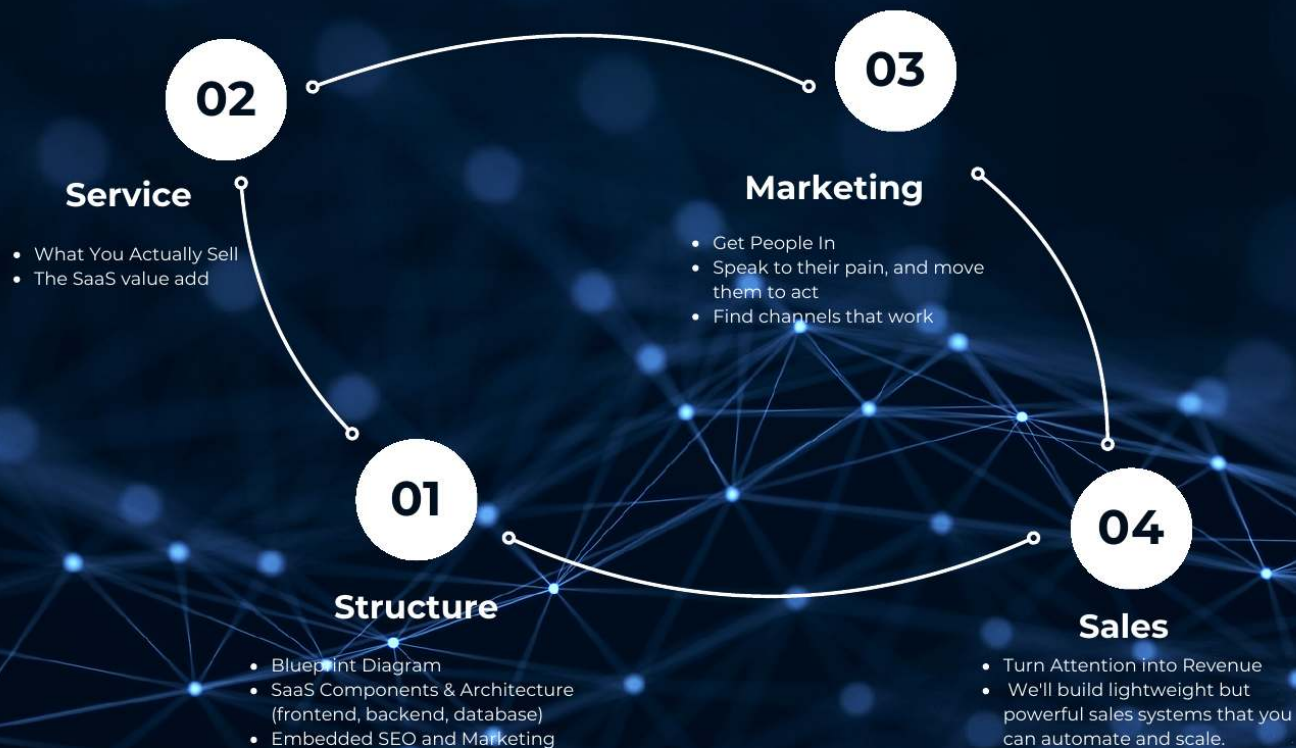 02
Service
• What You Actually Sell
• The SaaS value add
03
Marketing
• Get People In
• Speak to their pain, and move
them to act
• Find channels that work
01
Structure
• Blueprint Diagram
• SaaS Components & Architecture
(frontend, backend, database)
• Embedded SEO and Marketing
04
Sales
• Turn Attention into Revenue
• We'll build lightweight but
powerful sales systems that you
can automate and scale.